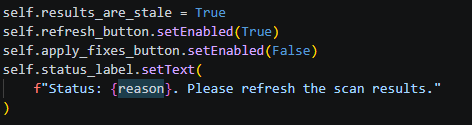 self.results_are_stale = True
self.refresh_button.setEnabled(True)
self.apply_fixes_button.setEnabled(False)
self.status_label.setText(
    f"Status: {reason}. Please refresh the scan results."
)